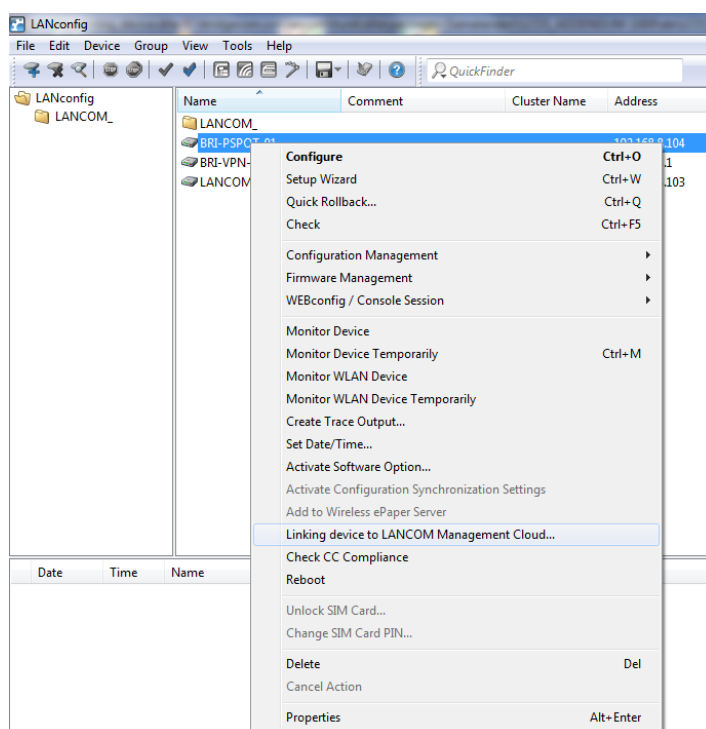 LANconfig
File Edit Device Group View Tools Help
QuickFinder
LANconfig
LANCOM_
Name Comment Cluster Name Address
LANCOM_
BRI-PSPOT-01 192.168.8.104
BRI-VPN- .1
LANCOM .103
Configure Ctrl+O
Setup Wizard Ctrl+W
Quick Rollback... Ctrl+Q
Check Ctrl+F5
Configuration Management
Firmware Management
WEBconfig / Console Session
Monitor Device
Monitor Device Temporarily Ctrl+M
Monitor WLAN Device
Monitor WLAN Device Temporarily
Create Trace Output...
Set Date/Time...
Activate Software Option...
Activate Configuration Synchronization Settings
Add to Wireless ePaper Server
Linking device to LANCOM Management Cloud...
Check CC Compliance
Reboot
Date Time Name
Unlock SIM Card...
Change SIM Card PIN...
Delete Del
Cancel Action
Properties Alt+Enter